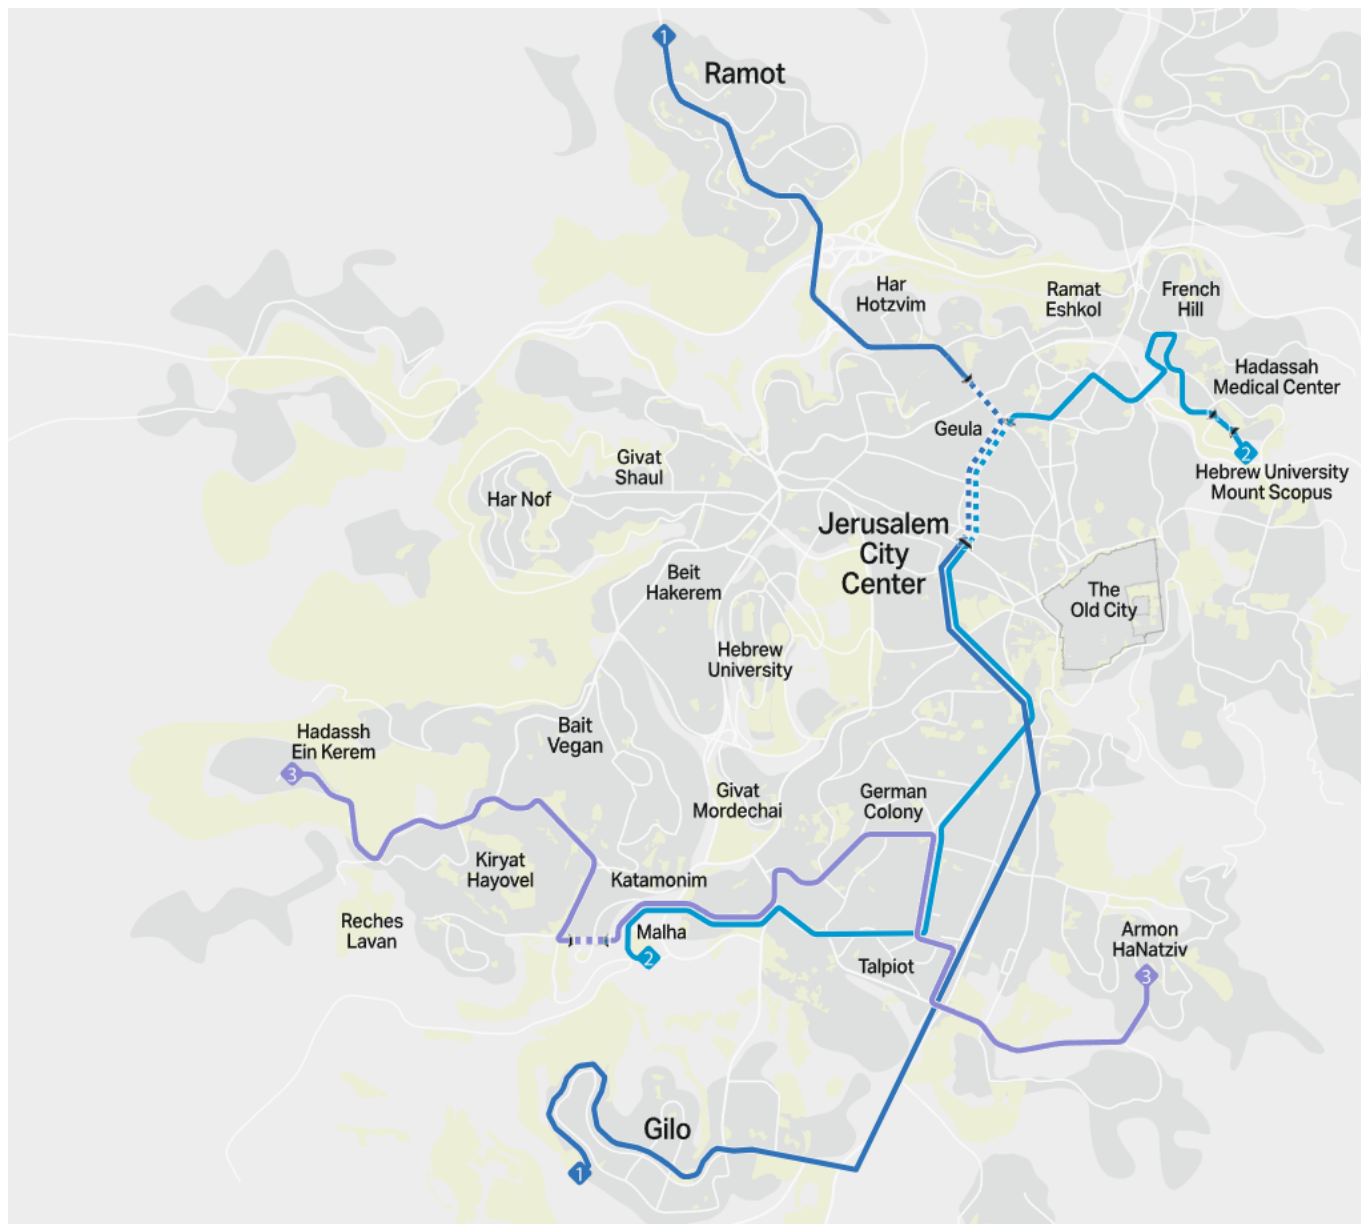 1
Ramot
Har
Hotzvim
Ramat
Eshkol
French
Hill
Hadassah
Medical Center
Geula
2
Hebrew University
Mount Scopus
Givat
Shaul
Har Nof
Jerusalem
City
Center
Beit
Hakerem
The
Old City
Hebrew
University
Hadassh
Ein Kerem
3
Bait
Vegan
Givat
Mordechai
German
Colony
Kiryat
Hayovel
Katamonim
Reches
Lavan
Malha
2
Talpiot
Armon
HaNatziv
3
Gilo
1